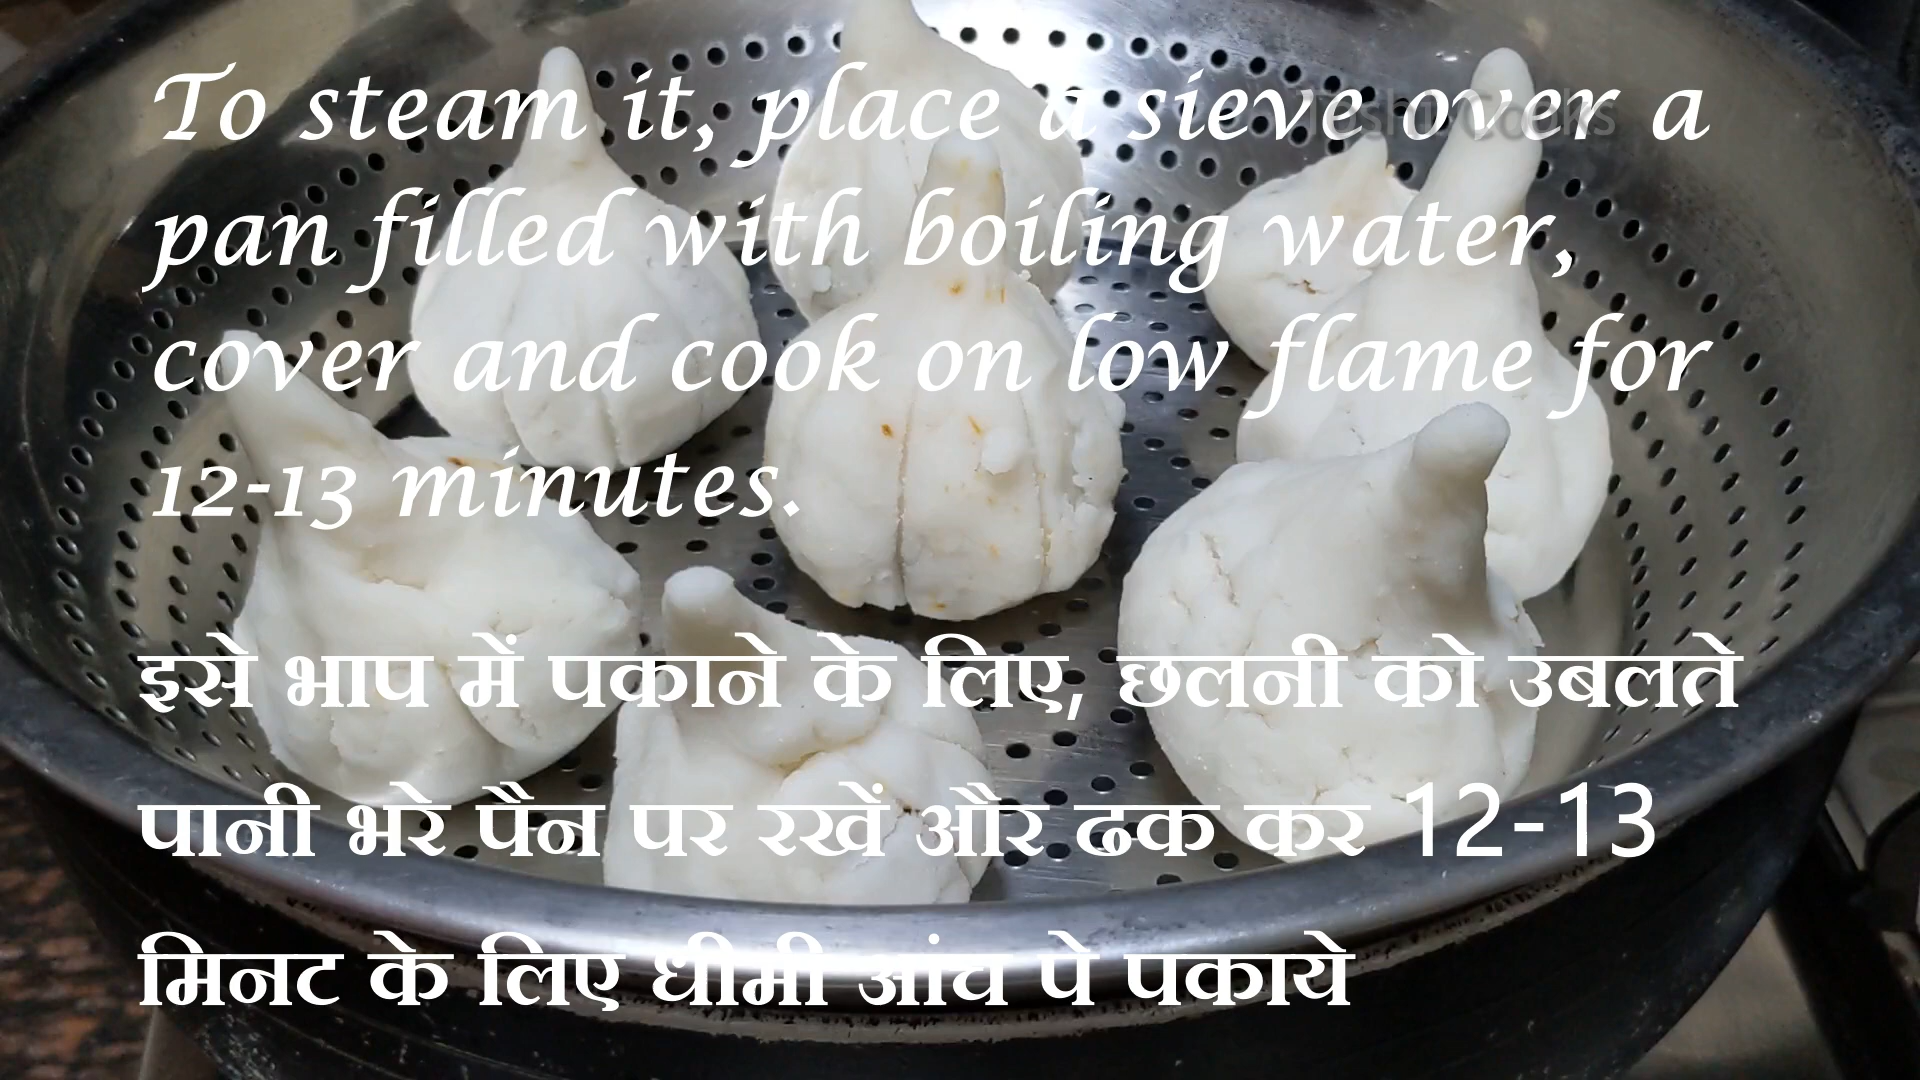 To steam it, place a sieve over a
pan filled with boiling water,
cover and cook on low flame for
12-13 minutes.
इसे भाप में पकाने के लिए, छलनी को उबलते
पानी भरे पैन पर रखें और ढक कर 12-13
मिनट के लिए धीमी आंच पे पकाये